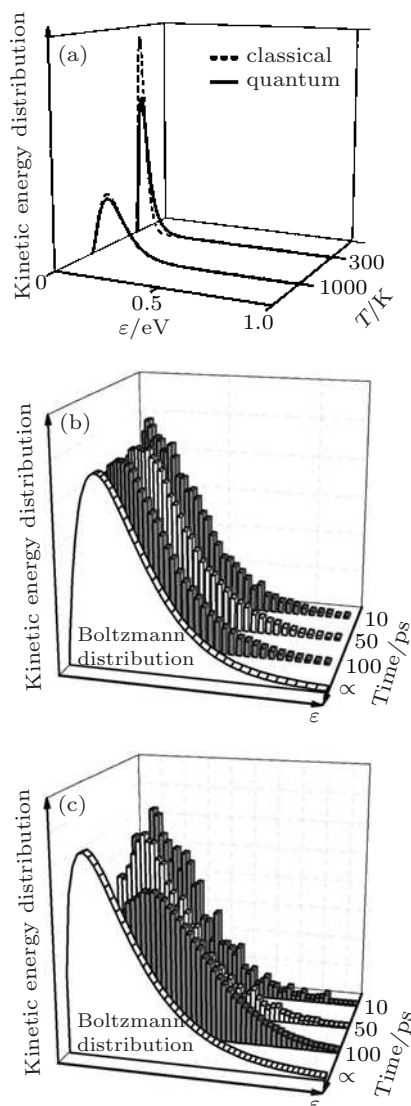 (a)
classical
quantum
Kinetic energy distribution
0
0.5
1.0
ε/eV
300
1000
T/K
(b)
Kinetic energy distribution
Boltzmann
distribution
ε
10
50
100
∝
Time/ps
(c)
Kinetic energy distribution
Boltzmann
distribution
ε
10
50
100
∝
Time/ps